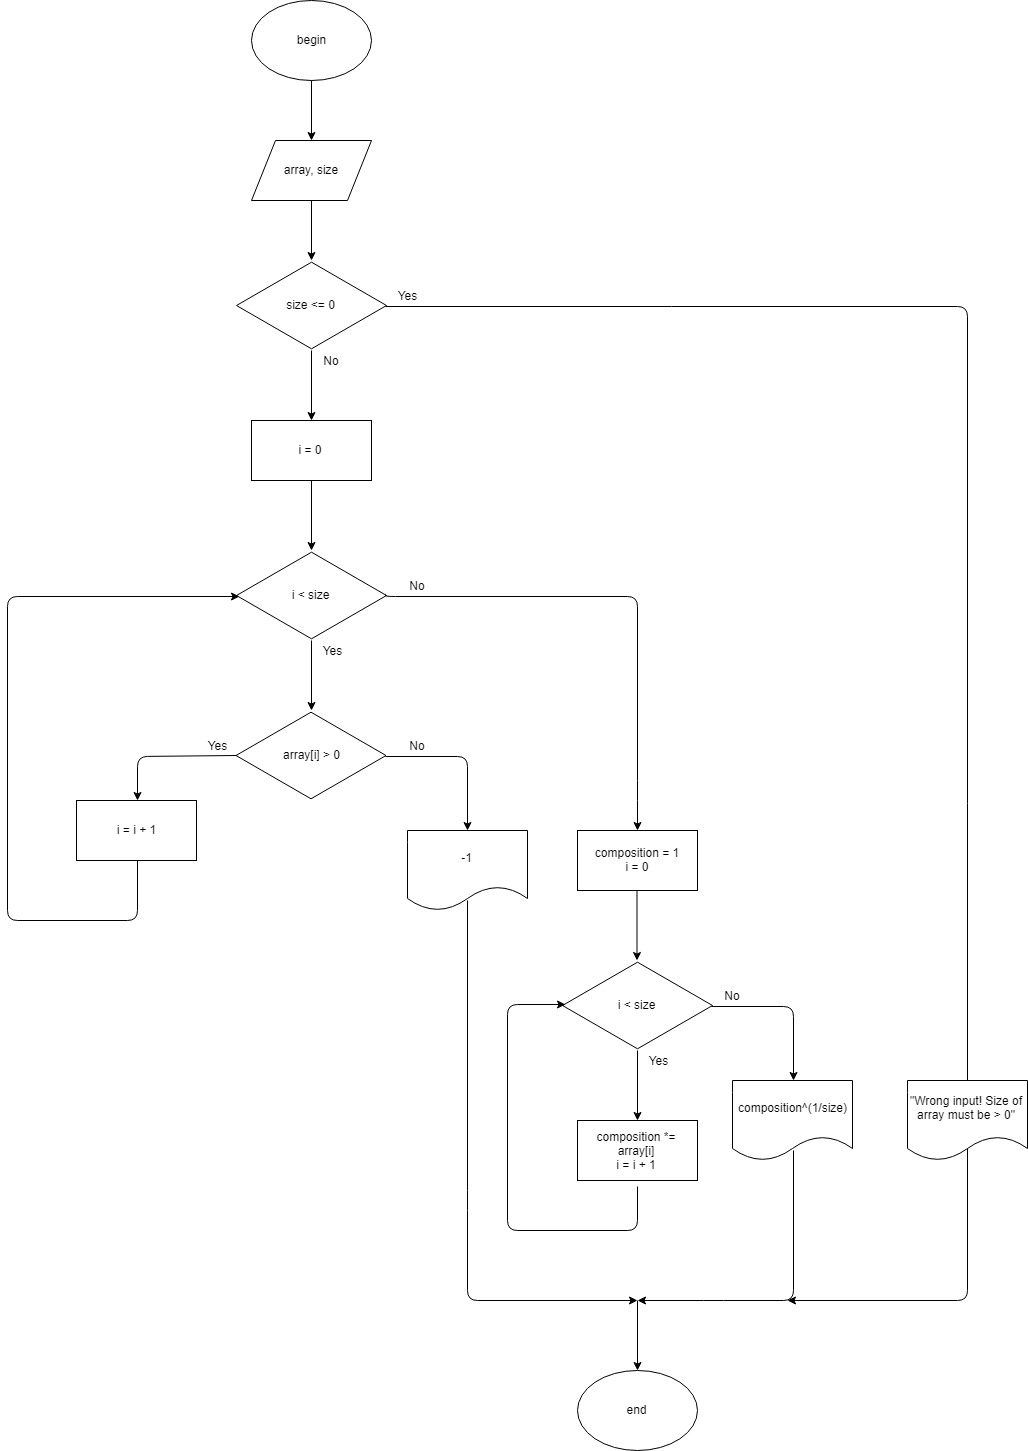 begin
array, size
size <= 0
Yes
No
i = 0
i < size
No
Yes
array[i] > 0
Yes
No
i = i + 1
-1
composition = 1
i = 0
i < size
No
Yes
composition^(1/size)
"Wrong input! Size of
array must be > 0"
composition *=
array[i]
i = i + 1
end